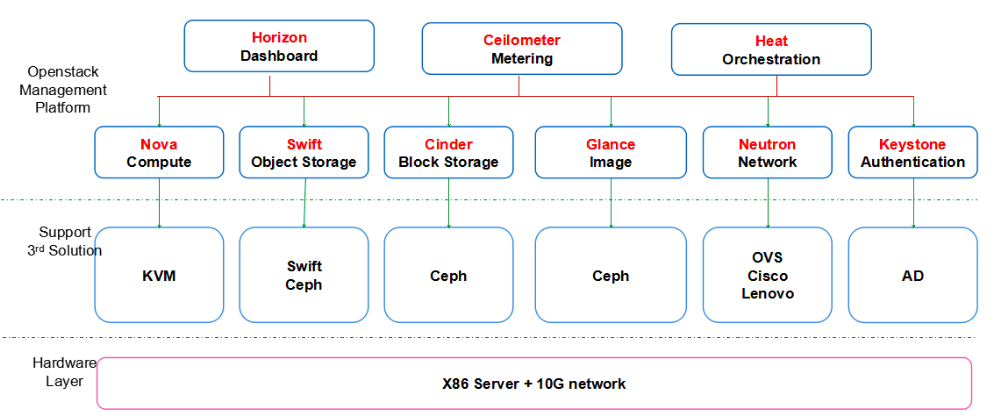 Horizon
Dashboard
Ceilometer
Metering
Heat
Orchestration
Openstack
Management
Platform
Nova
Compute
Swift
Object Storage
Cinder
Block Storage
Glance
Image
Neutron
Network
Keystone
Authentication
Support
3rd Solution
KVM
Swift
Ceph
Ceph
Ceph
OVS
Cisco
Lenovo
AD
Hardware
Layer
X86 Server + 10G network